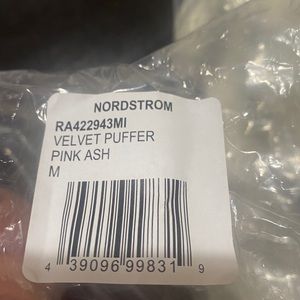 NORDSTROM
RA422943MI
VELVET PUFFER
PINK ASH
M
4 39096 99831 9